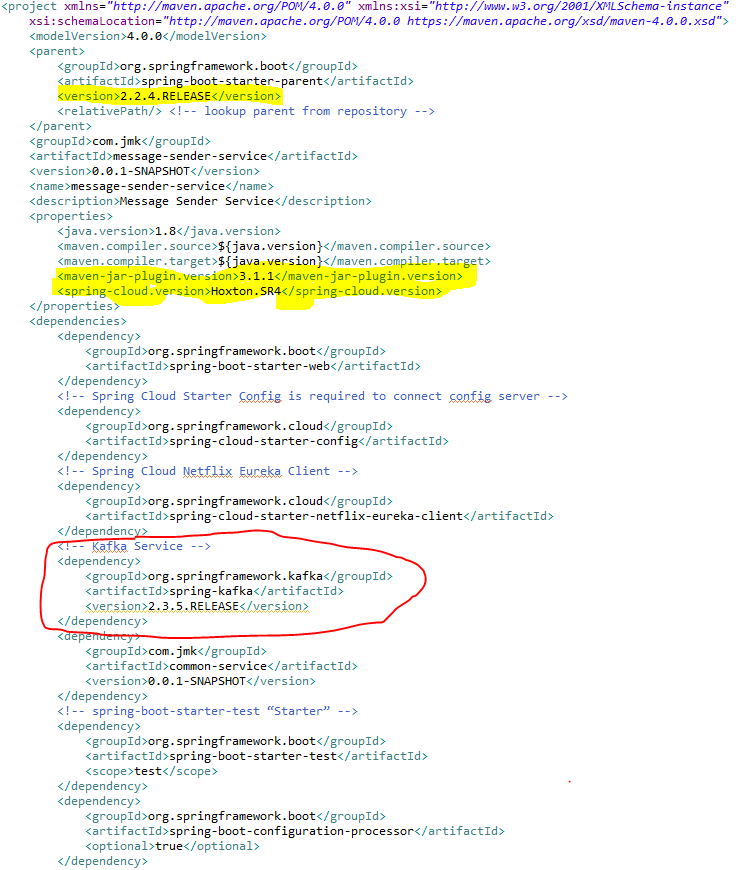 <project xmlns="http://maven.apache.org/POM/4.0.0" xmlns:xsi="http://www.w3.org/2001/XMLSchema-instance"
xsi:schemaLocation="http://maven.apache.org/POM/4.0.0 https://maven.apache.org/xsd/maven-4.0.0.xsd">
<modelVersion>4.0.0</modelVersion>
<parent>
<groupId>org.springframework.boot</groupId>
<artifactId>spring-boot-starter-parent</artifactId>
<version>2.2.4.RELEASE</version>
<relativePath/> <!-- lookup parent from repository -->
</parent>
<groupId>com.jmk</groupId>
<artifactId>message-sender-service</artifactId>
<version>0.0.1-SNAPSHOT</version>
<name>message-sender-service</name>
<description>Message Sender Service</description>
<properties>
<java.version>1.8</java.version>
<maven.compiler.source>${java.version}</maven.compiler.source>
<maven.compiler.target>${java.version}</maven.compiler.target>
<maven-jar-plugin.version>3.1.1</maven-jar-plugin.version>
<spring-cloud.version>Hoxton.SR4</spring-cloud.version>
</properties>
<dependencies>
<dependency>
<groupId>org.springframework.boot</groupId>
<artifactId>spring-boot-starter-web</artifactId>
</dependency>
<!-- Spring Cloud Starter Config is required to connect config server -->
<dependency>
<groupId>org.springframework.cloud</groupId>
<artifactId>spring-cloud-starter-config</artifactId>
</dependency>
<!-- Spring Cloud Netflix Eureka Client -->
<dependency>
<groupId>org.springframework.cloud</groupId>
<artifactId>spring-cloud-starter-netflix-eureka-client</artifactId>
</dependency>
<!-- Kafka Service -->
<dependency>
<groupId>org.springframework.kafka</groupId>
<artifactId>spring-kafka</artifactId>
<version>2.3.5.RELEASE</version>
</dependency>
<dependency>
<groupId>com.jmk</groupId>
<artifactId>common-service</artifactId>
<version>0.0.1-SNAPSHOT</version>
</dependency>
<!-- spring-boot-starter-test “Starter” -->
<dependency>
<groupId>org.springframework.boot</groupId>
<artifactId>spring-boot-starter-test</artifactId>
<scope>test</scope>
</dependency>
<dependency>
<groupId>org.springframework.boot</groupId>
<artifactId>spring-boot-configuration-processor</artifactId>
<optional>true</optional>
</dependency>